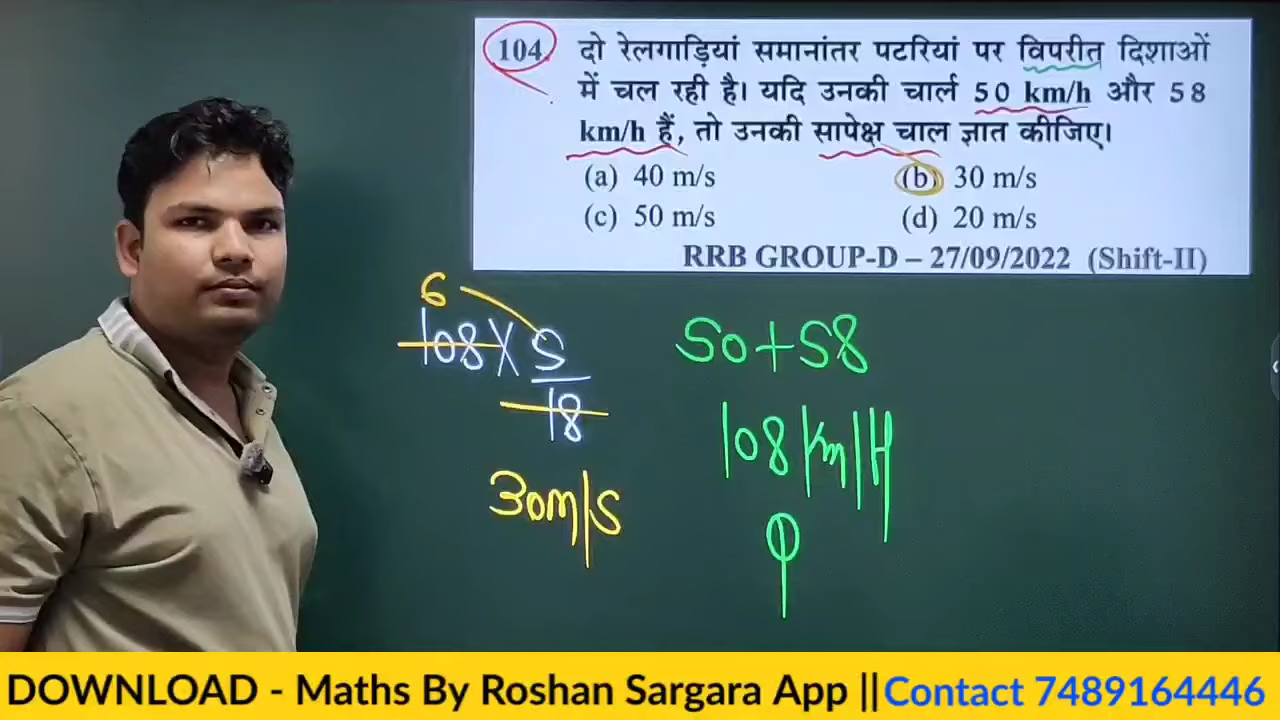 104. दो रेलगाड़ियां समानांतर पटरियां पर विपरीत दिशाओं
में चल रही है। यदि उनकी चालें 50 km/h और 58
km/h हैं, तो उनकी सापेक्ष चाल ज्ञात कीजिए।
(a) 40 m/s (b) 30 m/s
(c) 50 m/s (d) 20 m/s
RRB GROUP-D – 27/09/2022 (Shift-II)
6
108 X 5
18
30m/s
50+58
108 km/H
DOWNLOAD - Maths By Roshan Sargara App || Contact 7489164446